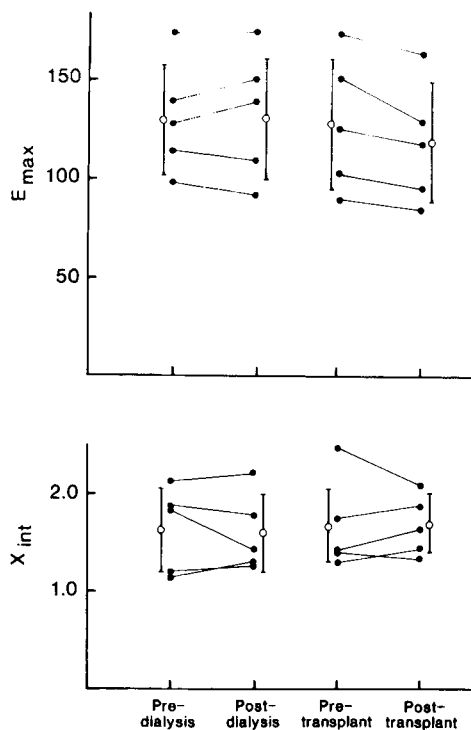 150
100
50
E max
2.0
1.0
X int
Pre-
dialysis
Post-
dialysis
Pre-
transplant
Post-
transplant